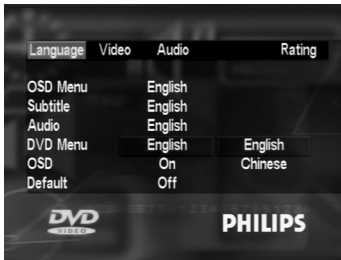 Language Video Audio Rating
OSD Menu English
Subtitle English
Audio English
DVD Menu English English
OSD On Chinese
Default Off
DVD PHILIPS
VIDEO